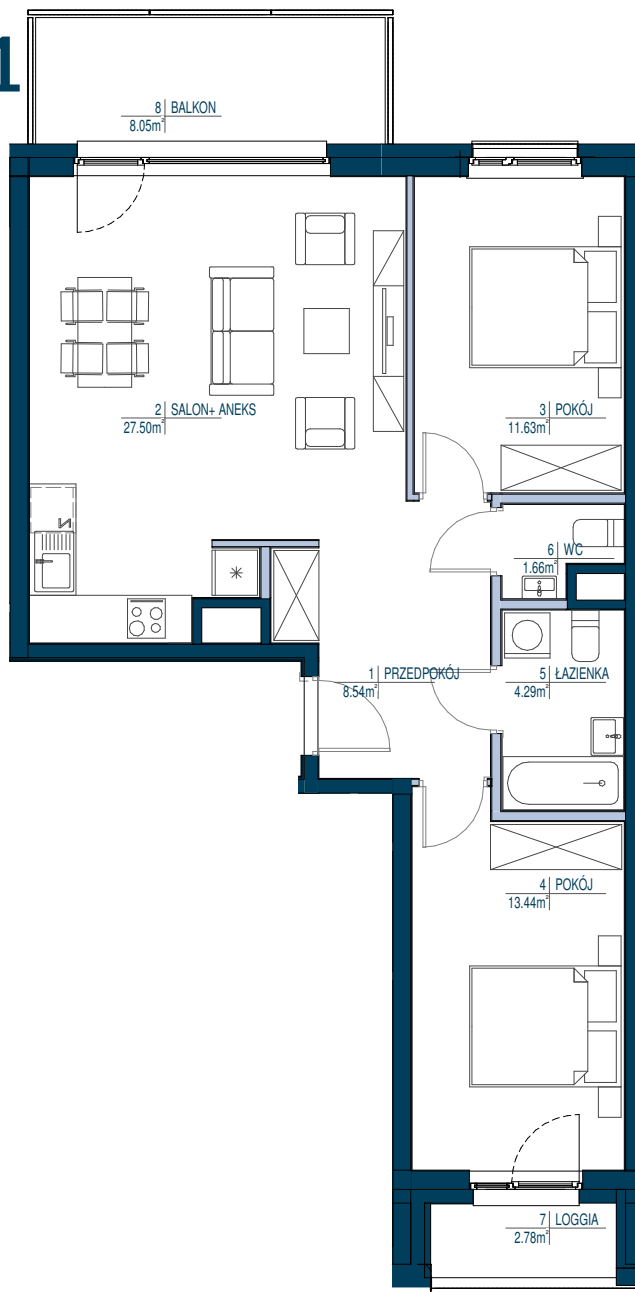 1
8 BALKON
8.05m²
2 SALON+ ANEKS
27.50m²
3 POKÓJ
11.63m²
6 WC
1.66m²
1 PRZEDPOKÓJ
8.54m²
5 ŁAZIENKA
4.29m²
4 POKÓJ
13.44m²
7 LOGGIA
2.78m²